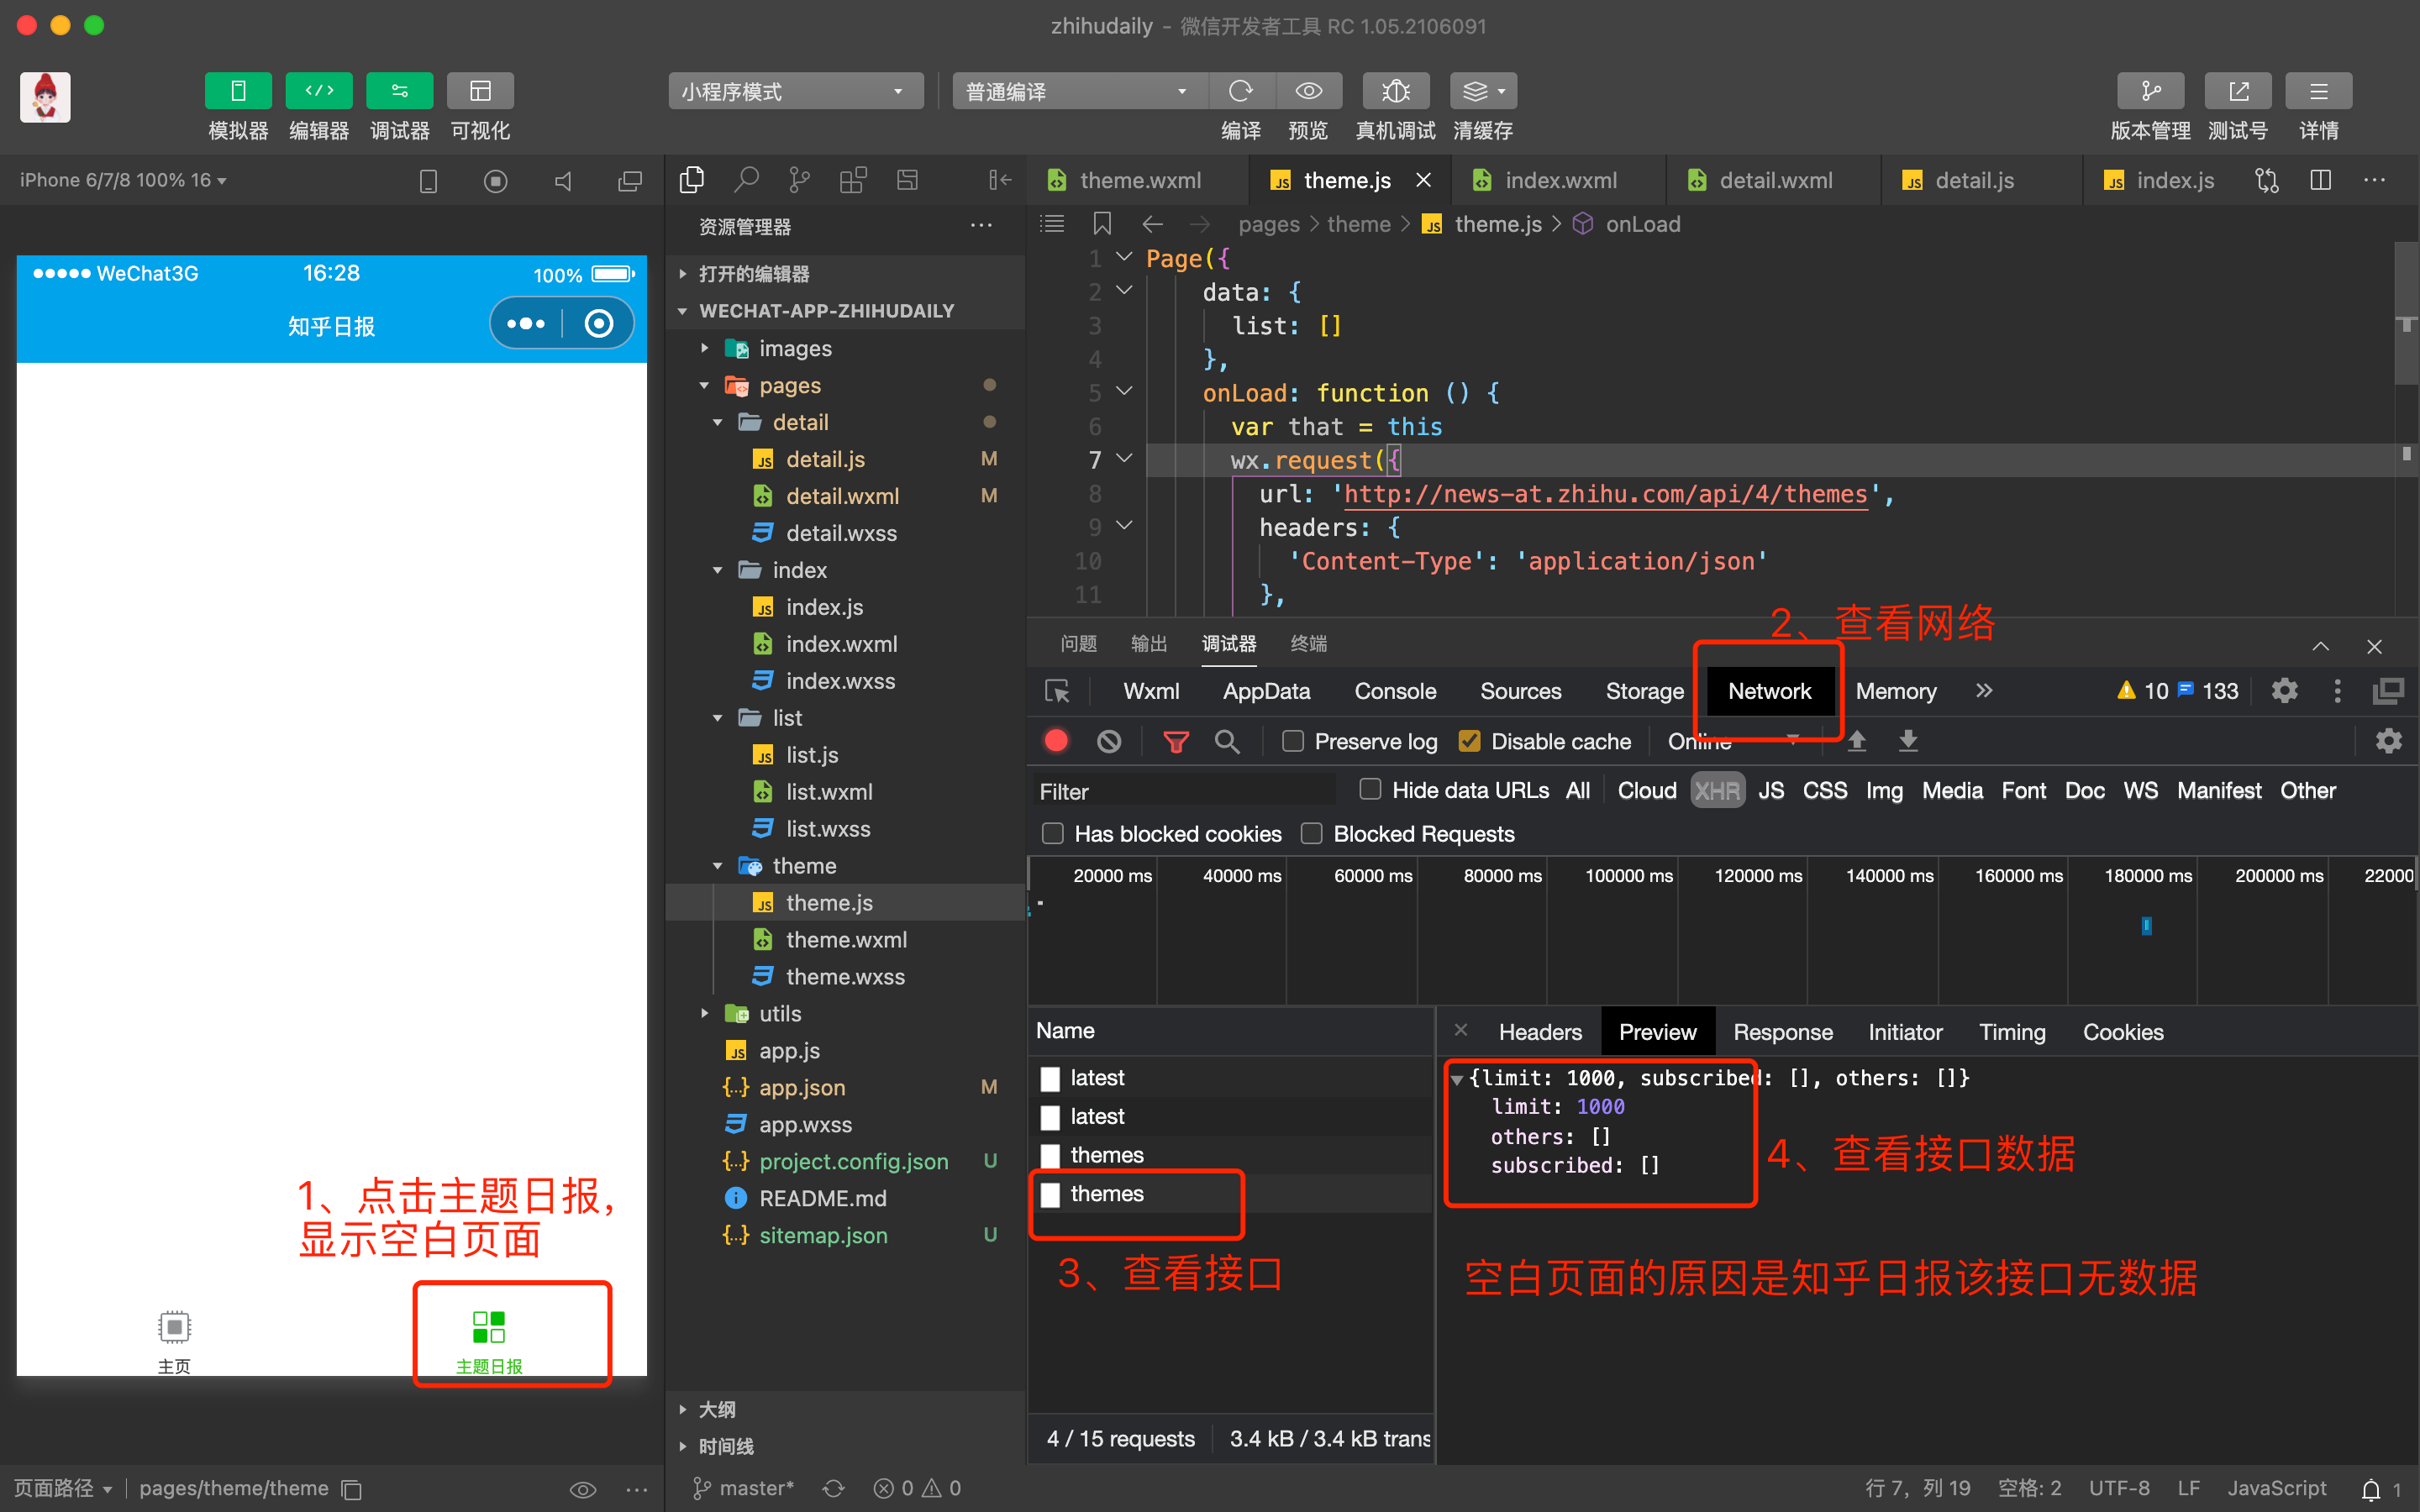 zhihudaily - 微信开发者工具 RC 1.05.2106091
模拟器 编辑器 调试器 可视化
小程序模式 普通编译
编译 预览 真机调试 清缓存
版本管理 测试号 详情
iPhone 6/7/8 100% 16
WeChat3G 16:28 100%
知乎日报
1、点击主题日报，
显示空白页面
主页 主题日报
页面路径 pages/theme/theme
资源管理器
打开的编辑器
WECHAT-APP-ZHIHUDAILY
images
pages
detail
JS detail.js M
detail.wxml M
detail.wxss
index
JS index.js
index.wxml
index.wxss
list
JS list.js
list.wxml
list.wxss
theme
JS theme.js
theme.wxml
theme.wxss
utils
JS app.js
{..} app.json M
app.wxss
{..} project.config.json U
README.md
{..} sitemap.json U
大纲
时间线
master* 0 0
theme.wxml JS theme.js index.wxml detail.wxml JS detail.js JS index.js
pages > theme > JS theme.js > onLoad
1 Page({
2 data: {
3 list: []
4 },
5 onLoad: function () {
6 var that = this
7 wx.request({
8 url: 'http://news-at.zhihu.com/api/4/themes',
9 headers: {
10 'Content-Type': 'application/json'
11 },
2、查看网络
问题 输出 调试器 终端
Wxml AppData Console Sources Storage Network Memory 10 133
Preserve log Disable cache Online
Filter Hide data URLs All Cloud XHR JS CSS Img Media Font Doc WS Manifest Other
Has blocked cookies Blocked Requests
20000 ms 40000 ms 60000 ms 80000 ms 100000 ms 120000 ms 140000 ms 160000 ms 180000 ms 200000 ms 22000
Name
latest
latest
themes
themes
3、查看接口
4 / 15 requests 3.4 kB / 3.4 kB trans
Headers Preview Response Initiator Timing Cookies
{limit: 1000, subscribed: [], others: []}
limit: 1000
others: []
subscribed: []
4、查看接口数据
空白页面的原因是知乎日报该接口无数据
行 7，列 19 空格: 2 UTF-8 LF JavaScript 1